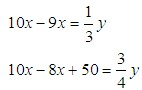 10x − 9x = 1/3 y
10x − 8x + 50 = 3/4 y